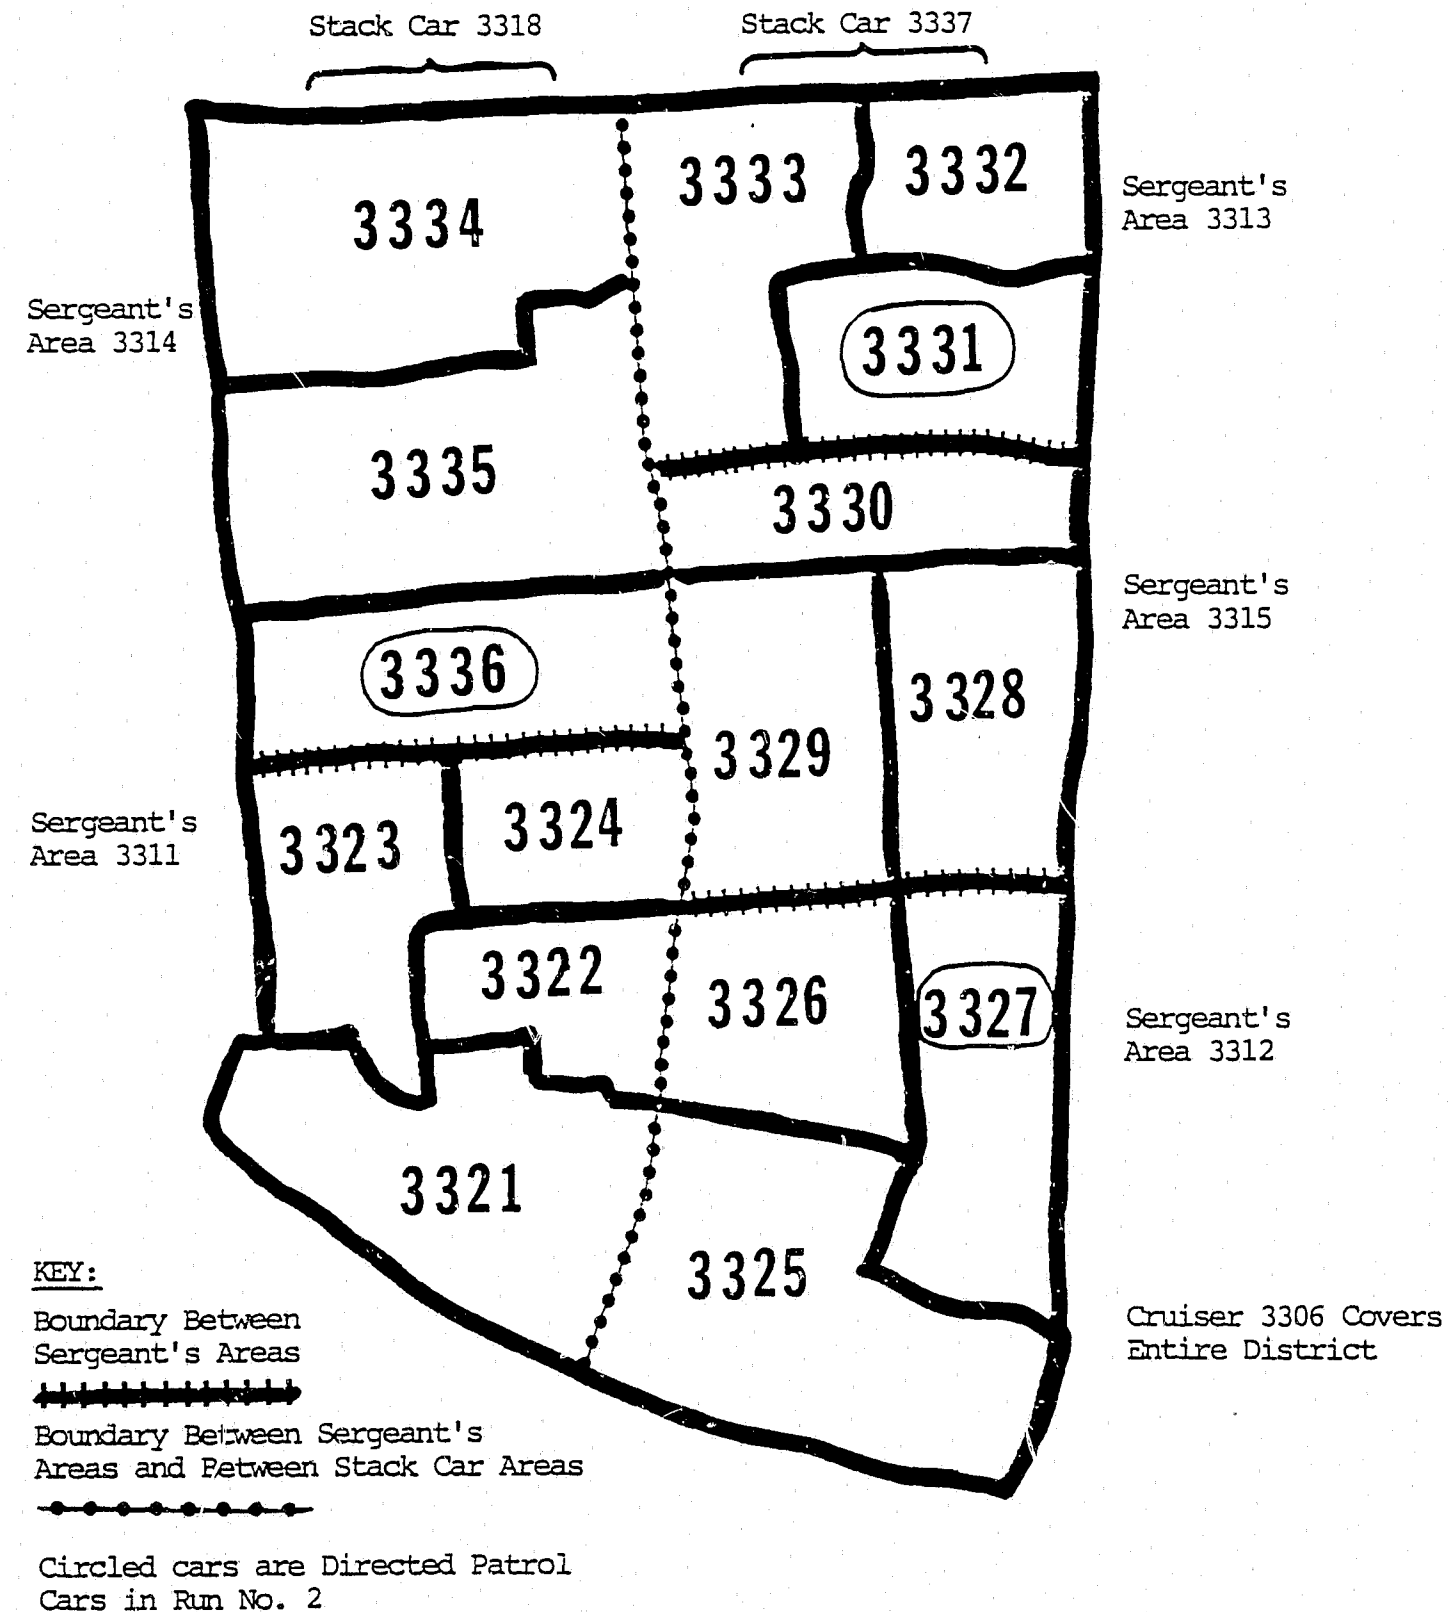 Stack Car 3318
Stack Car 3337
3334
3333
3332
Sergeant's
Area 3313
Sergeant's
Area 3314
3331
3335
3330
Sergeant's
Area 3315
3336
3328
3329
Sergeant's
Area 3311
3323
3324
3322
3326
3327
Sergeant's
Area 3312
3321
3325
KEY:
Boundary Between
Sergeant's Areas
Boundary Between Sergeant's
Areas and Between Stack Car Areas
Circled cars are Directed Patrol
Cars in Run No. 2
Cruiser 3306 Covers
Entire District